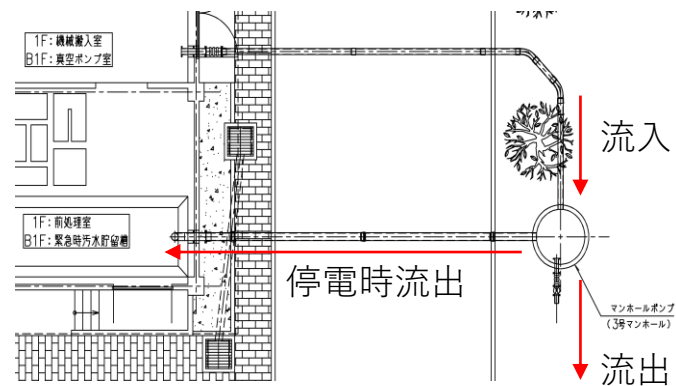 1F：機械搬入室
B1F：真空ポンプ室
流入
1F：前処理室
B1F：緊急時汚水貯留槽
停電時流出
マンホールポンプ
(3号マンホール)
流出